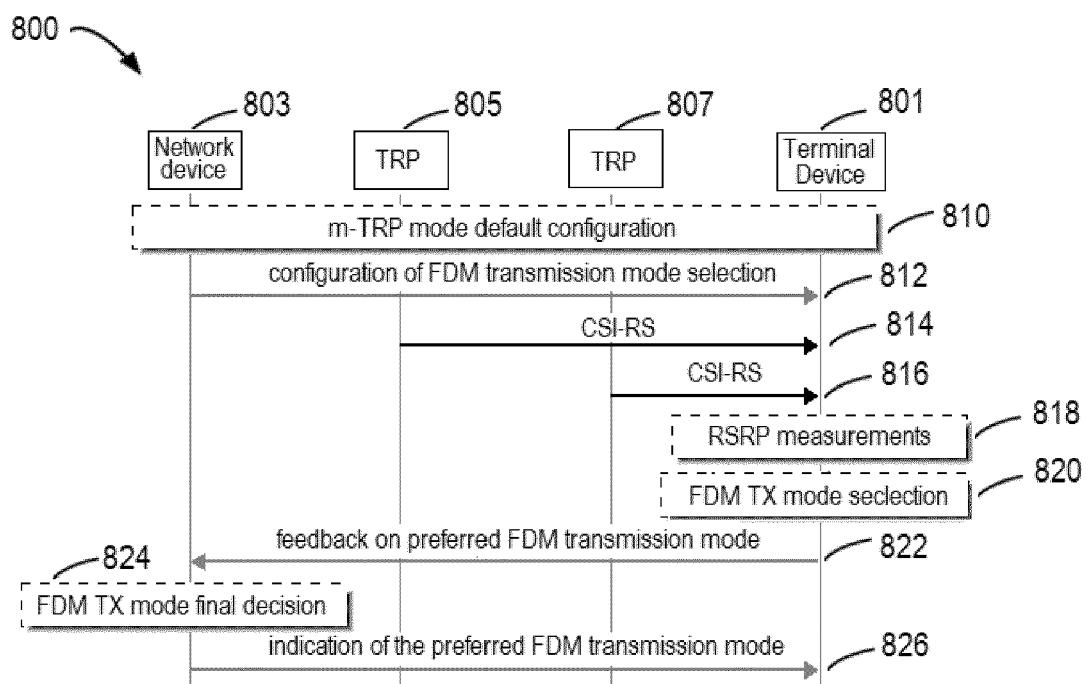 800
803
805
807
801
Network
device
TRP
TRP
Terminal
Device
m-TRP mode default configuration
810
configuration of FDM transmission mode selection
812
CSI-RS
814
CSI-RS
816
RSRP measurements
818
FDM TX mode seclection
820
feedback on preferred FDM transmission mode
822
824
FDM TX mode final decision
indication of the preferred FDM transmission mode
826